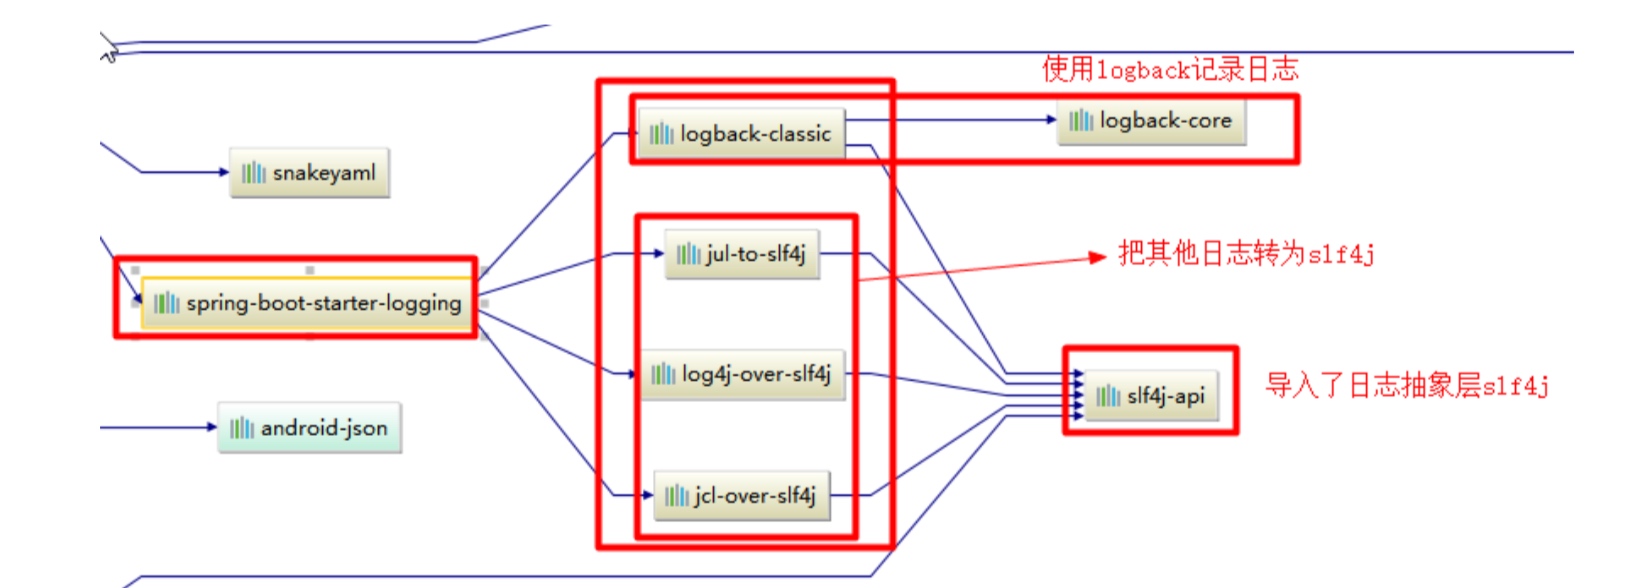 使用logback记录日志
logback-classic
logback-core
snakeyaml
jul-to-slf4j
把其他日志转为slf4j
spring-boot-starter-logging
log4j-over-slf4j
slf4j-api
导入了日志抽象层slf4j
android-json
jcl-over-slf4j